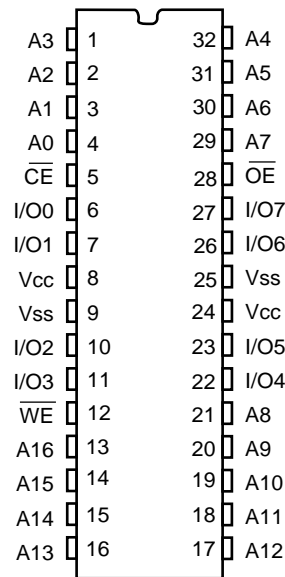 A3 1 32 A4
A2 2 31 A5
A1 3 30 A6
A0 4 29 A7
C̅E̅ 5 28 O̅E̅
I/O0 6 27 I/O7
I/O1 7 26 I/O6
Vcc 8 25 Vss
Vss 9 24 Vcc
I/O2 10 23 I/O5
I/O3 11 22 I/O4
W̅E̅ 12 21 A8
A16 13 20 A9
A15 14 19 A10
A14 15 18 A11
A13 16 17 A12